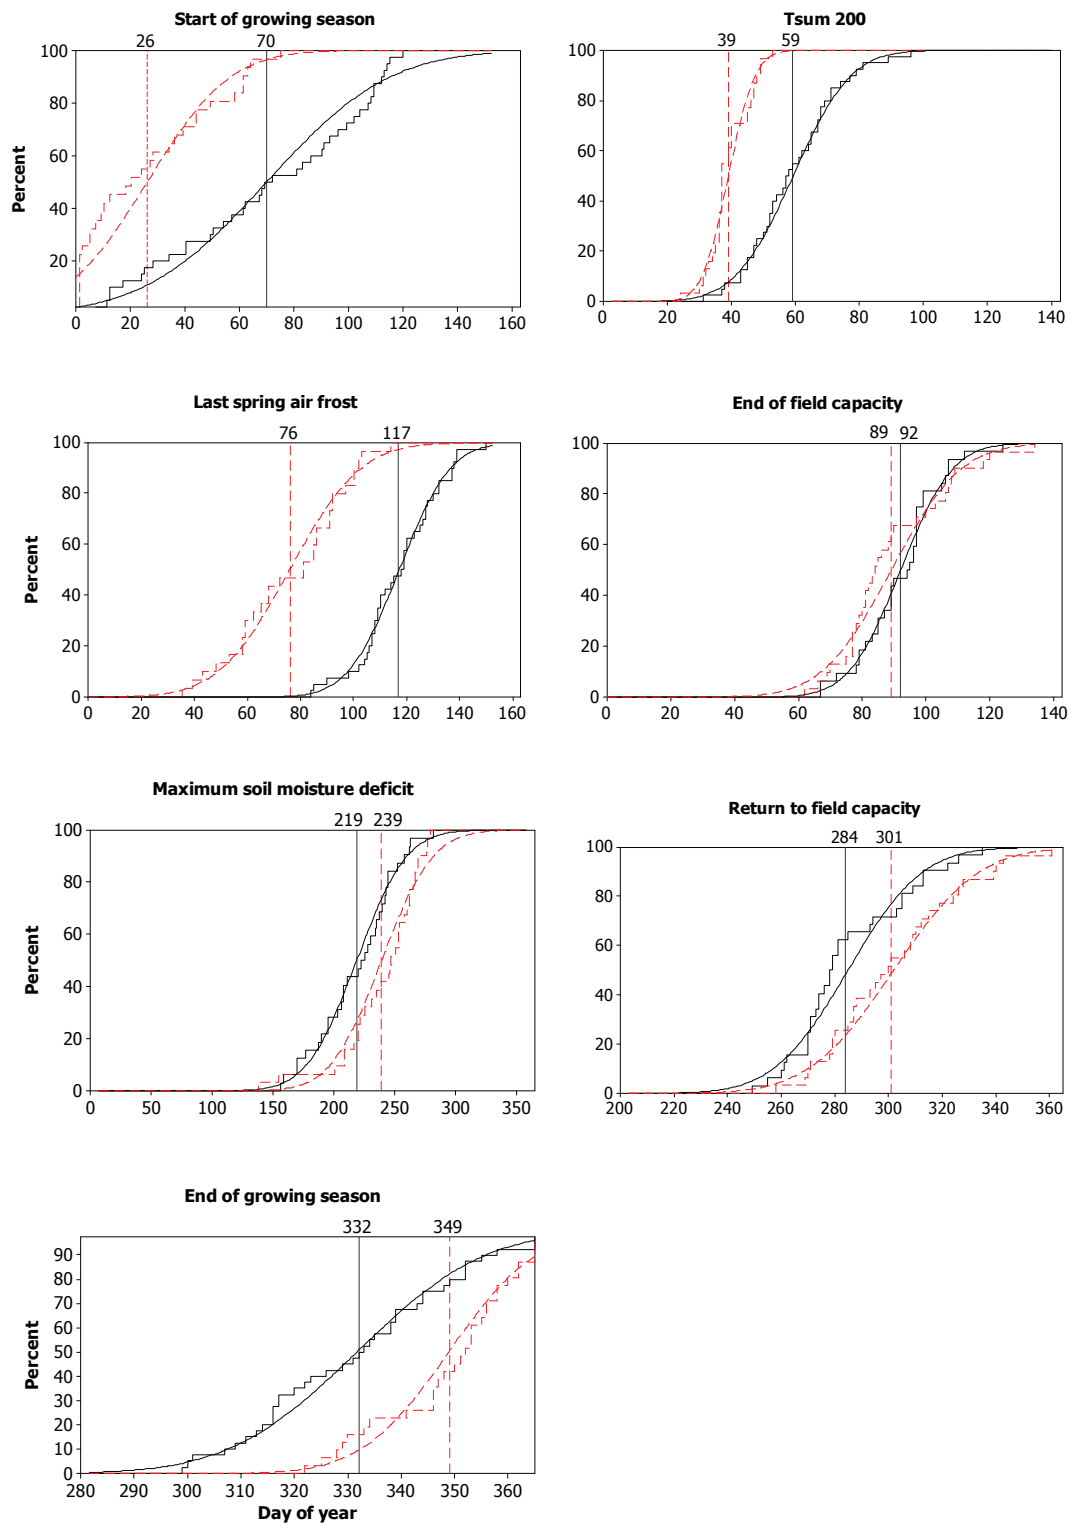 Start of growing season
26 70
100
80
60
40
20
Percent
0 20 40 60 80 100 120 140 160
Tsum 200
39 59
100
80
60
40
20
0
0 20 40 60 80 100 120 140
Last spring air frost
76 117
100
80
60
40
20
0
Percent
0 20 40 60 80 100 120 140 160
End of field capacity
89 92
100
80
60
40
20
0
0 20 40 60 80 100 120 140
Maximum soil moisture deficit
219 239
100
80
60
40
20
0
Percent
0 50 100 150 200 250 300 350
Return to field capacity
284 301
100
80
60
40
20
0
200 220 240 260 280 300 320 340 360
End of growing season
332 349
90
80
70
60
50
40
30
20
10
0
Percent
280 290 300 310 320 330 340 350 360
Day of year